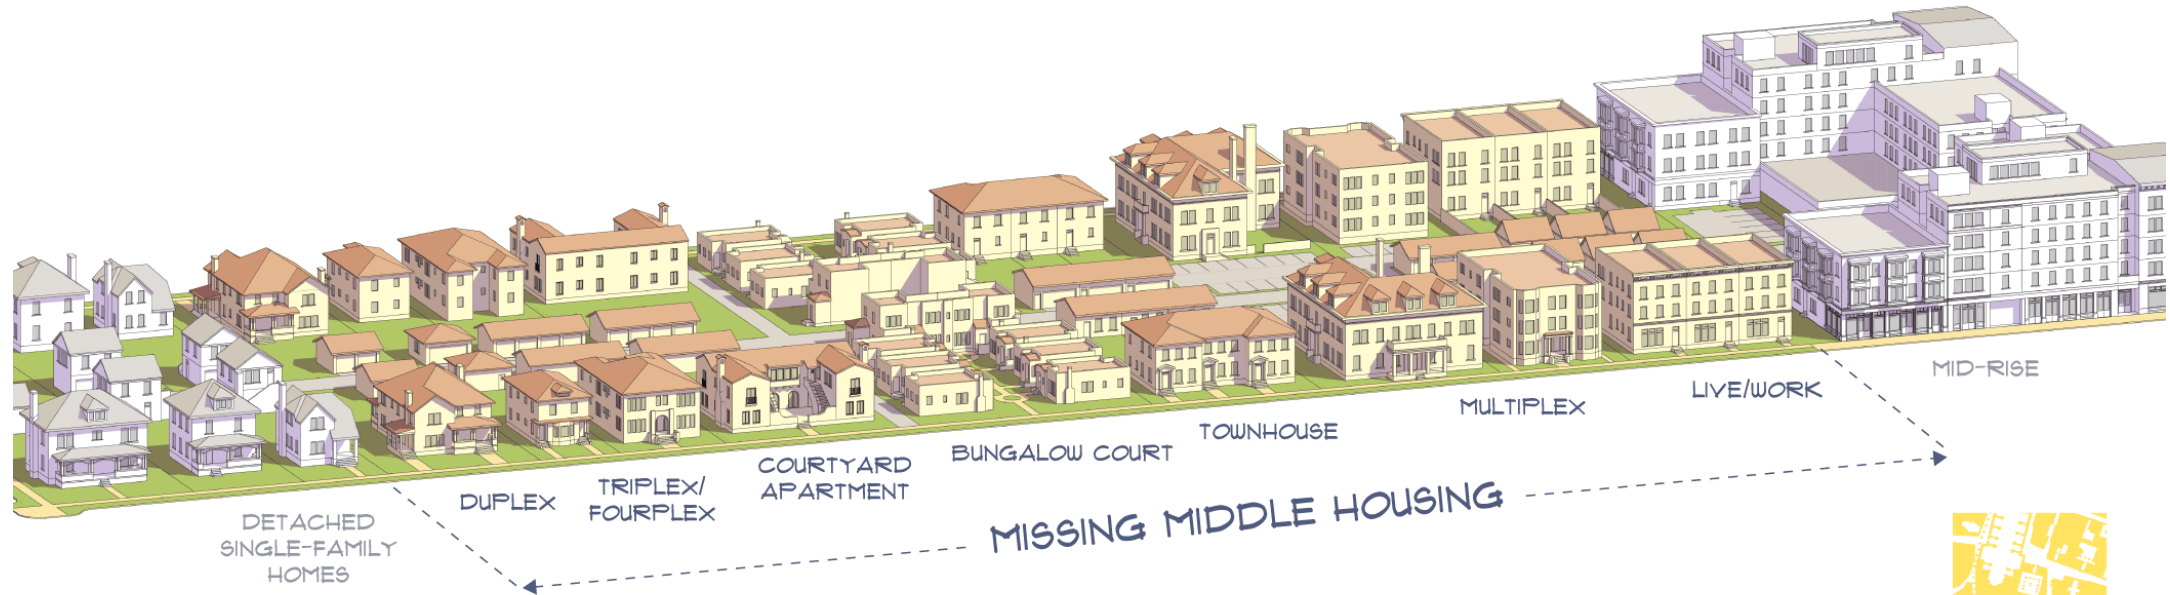 DETACHED
SINGLE-FAMILY
HOMES
DUPLEX
TRIPLEX/
FOURPLEX
COURTYARD
APARTMENT
BUNGALOW COURT
TOWNHOUSE
MULTIPLEX
LIVE/WORK
MID-RISE
MISSING MIDDLE HOUSING